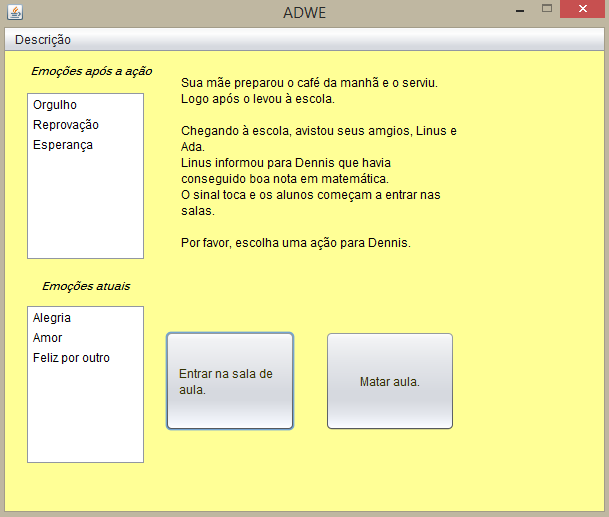 ADWE
Descrição
Emoções após a ação
Orgulho
Reprovação
Esperança
Sua mãe preparou o café da manhã e o serviu.
Logo após o levou à escola.
Chegando à escola, avistou seus amgios, Linus e
Ada.
Linus informou para Dennis que havia
conseguido boa nota em matemática.
O sinal toca e os alunos começam a entrar nas
salas.
Por favor, escolha uma ação para Dennis.
Emoções atuais
Alegria
Amor
Feliz por outro
Entrar na sala de
aula.
Matar aula.